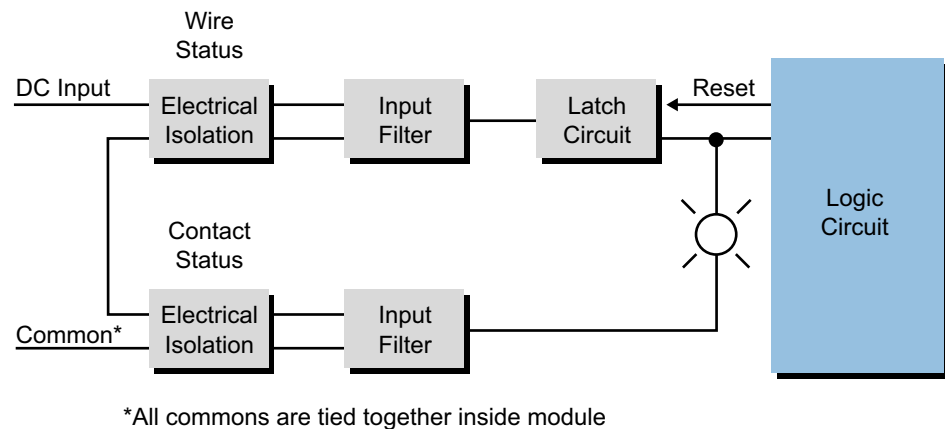 Wire
Status
DC Input
Electrical
Isolation
Input
Filter
Latch
Circuit
Reset
Logic
Circuit
Contact
Status
Common*
Electrical
Isolation
Input
Filter
*All commons are tied together inside module